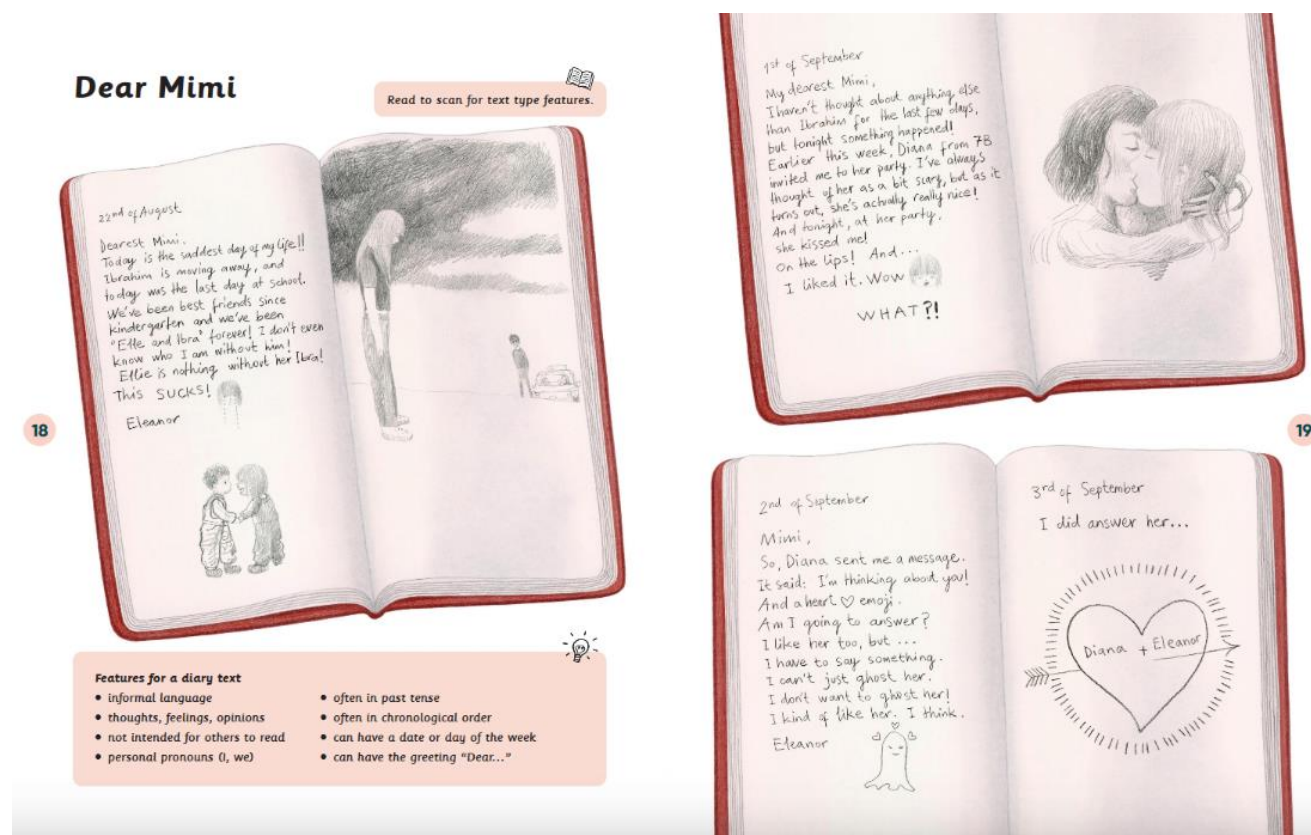 Dear Mimi
Read to scan for text type features.
22nd of August
Dearest Mimi.
Today is the saddest day of my life!!
Ibrahim is moving away, and
today was the last day at school.
We've been best friends since
kindergarten and we've been
"Elle and Ibra" forever! I don't even
know who I am without him!
Ellie is nothing without her Ibra!
This SUCKS!
Eleanor
18
Features for a diary text
• informal language
• thoughts, feelings, opinions
• not intended for others to read
• personal pronouns (I, we)
• often in past tense
• often in chronological order
• can have a date or day of the week
• can have the greeting "Dear..."
1st of September
My dearest Mimi,
I haven't thought about anything else
than Ibrahim for the last few days,
but tonight something happened!
Earlier this week, Diana from 7B
invited me to her party. I've always
thought of her as a bit scary, but as it
turns out, she's actually really nice!
And tonight, at her party,
she kissed me!
On the lips! And...
I liked it. Wow
WHAT?!
19
2nd of September
Mimi,
So, Diana sent me a message.
It said: I'm thinking about you!
And a heart ♡ emoji.
Am I going to answer?
I like her too, but ...
I have to say something.
I can't just ghost her.
I don't want to ghost her!
I kind of like her. I think.
Eleanor
3rd of September
I did answer her...
Diana + Eleanor